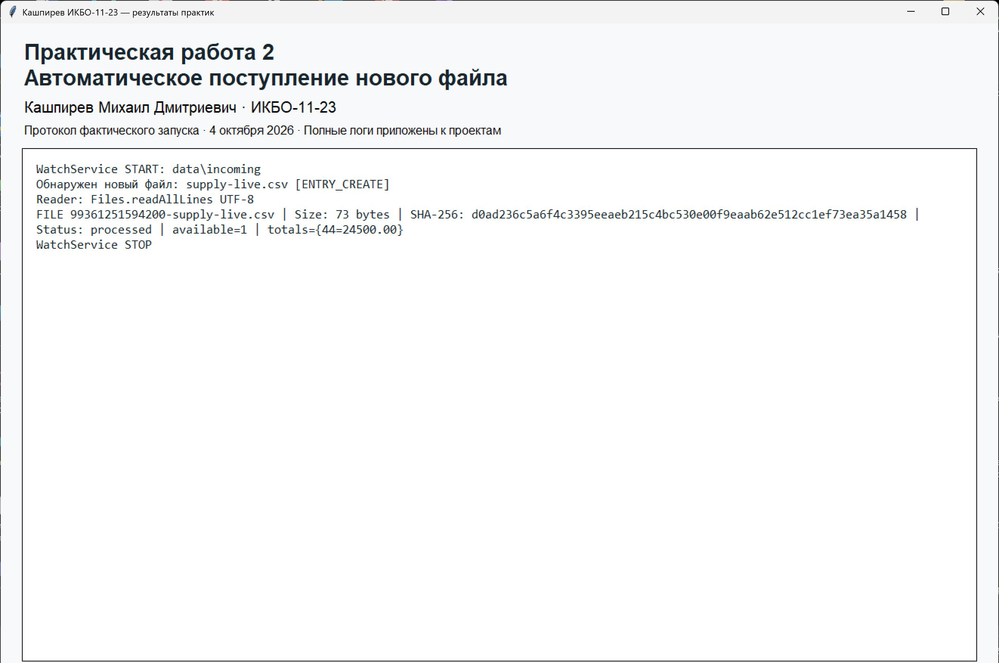 Кашпирев ИКБО-11-23 — результаты практик
Практическая работа 2
Автоматическое поступление нового файла
Кашпирев Михаил Дмитриевич · ИКБО-11-23
Протокол фактического запуска · 4 октября 2026 · Полные логи приложены к проектам
WatchService START: data\incoming
Обнаружен новый файл: supply-live.csv [ENTRY_CREATE]
Reader: Files.readAllLines UTF-8
FILE 99361251594200-supply-live.csv | Size: 73 bytes | SHA-256: d0ad236c5a6f4c3395eeaeb215c4bc530e00f9eaab62e512cc1ef73ea35a1458 |
Status: processed | available=1 | totals={44=24500.00}
WatchService STOP